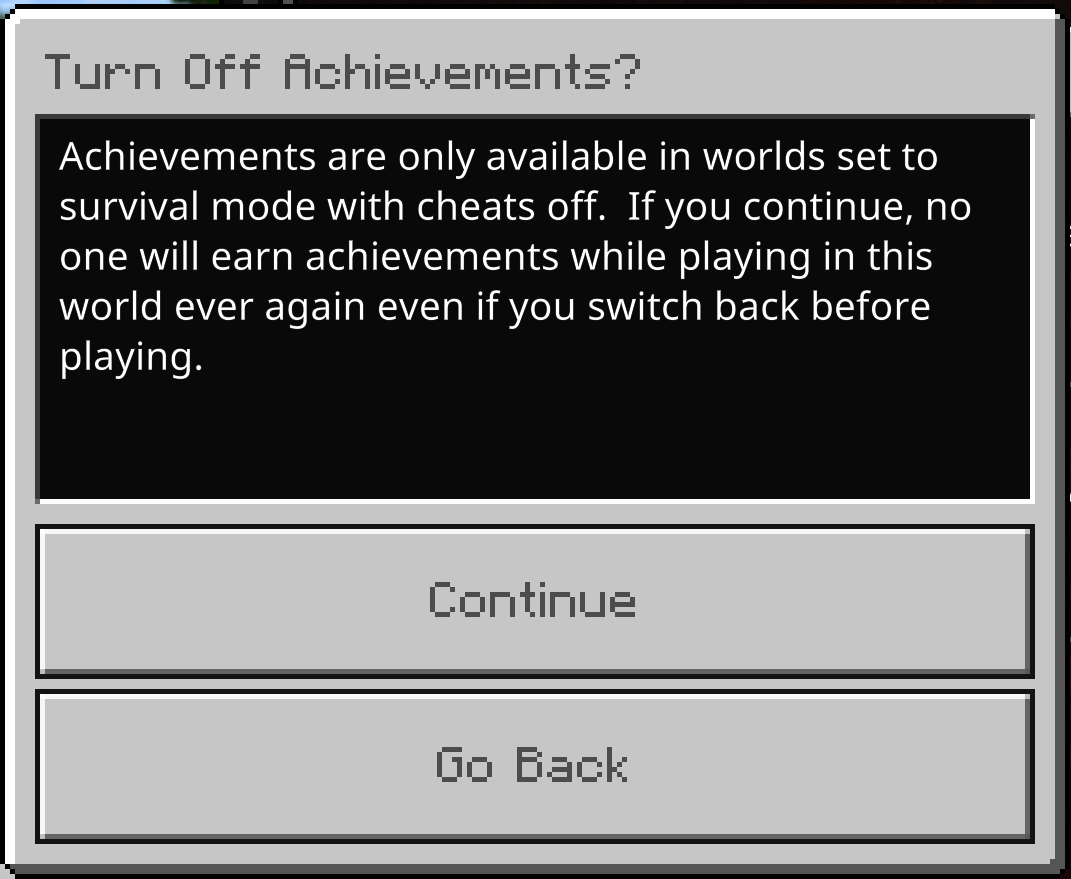 Turn Off Achievements?
Achievements are only available in worlds set to
survival mode with cheats off.  If you continue, no
one will earn achievements while playing in this
world ever again even if you switch back before
playing.
Continue
Go Back